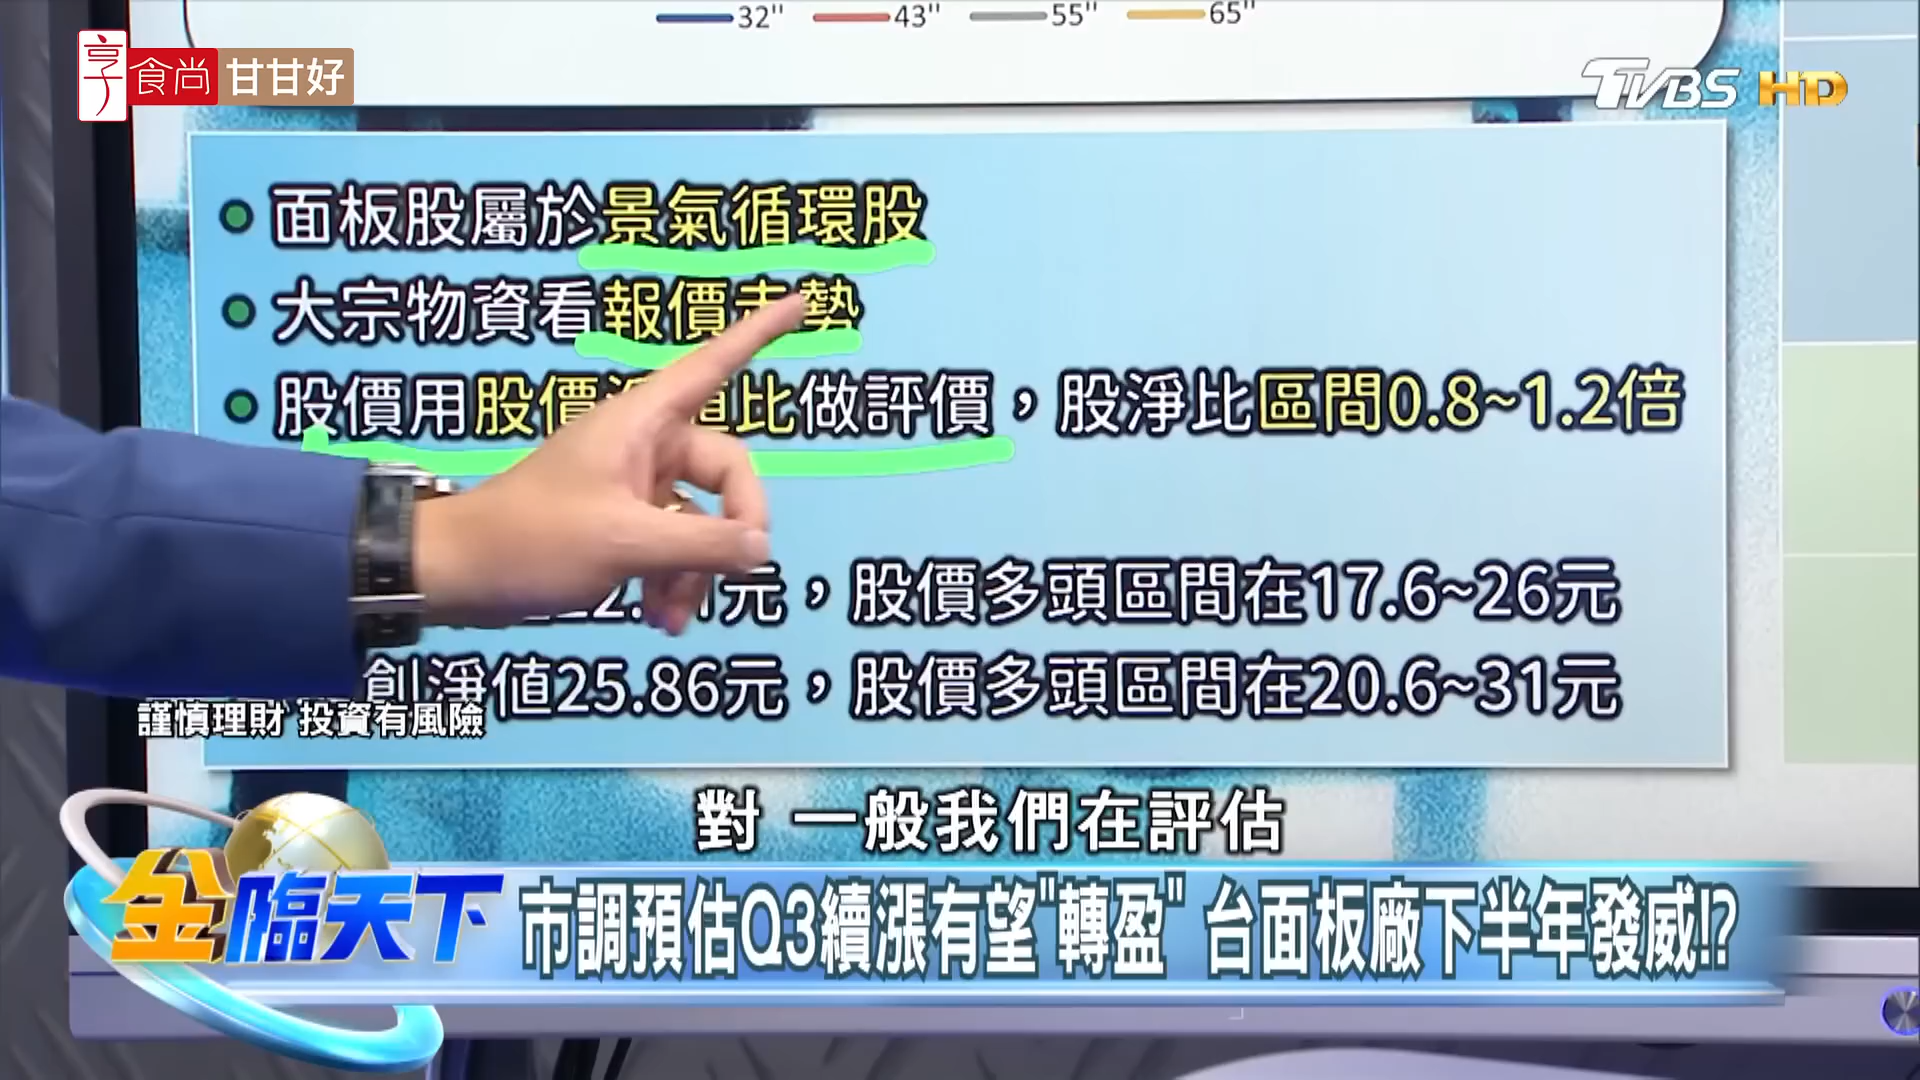 32" 43" 55" 65"
享食尚 甘甘好
TVBS HD
面板股屬於景氣循環股
大宗物資看報價走勢
股價用股價淨值比做評價，股淨比區間0.8~1.2倍
元，股價多頭區間在17.6~26元
創淨值25.86元，股價多頭區間在20.6~31元
謹慎理財 投資有風險
對 一般我們在評估
金臨天下
市調預估Q3續漲有望"轉盈" 台面板廠下半年發威!?